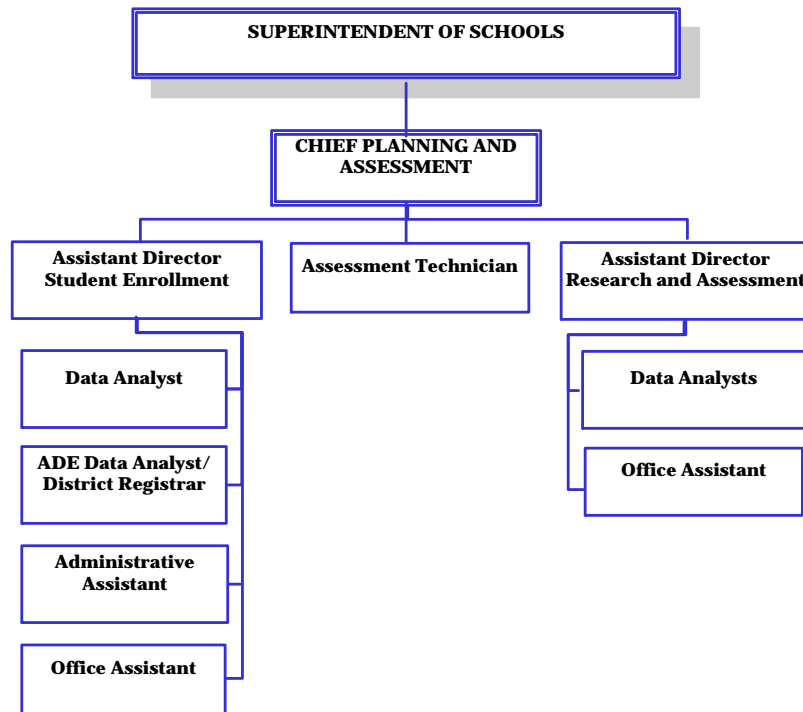 SUPERINTENDENT OF SCHOOLS
CHIEF PLANNING AND
ASSESSMENT
Assistant Director
Student Enrollment
Assessment Technician
Assistant Director
Research and Assessment
Data Analyst
ADE Data Analyst/
District Registrar
Administrative
Assistant
Office Assistant
Data Analysts
Office Assistant